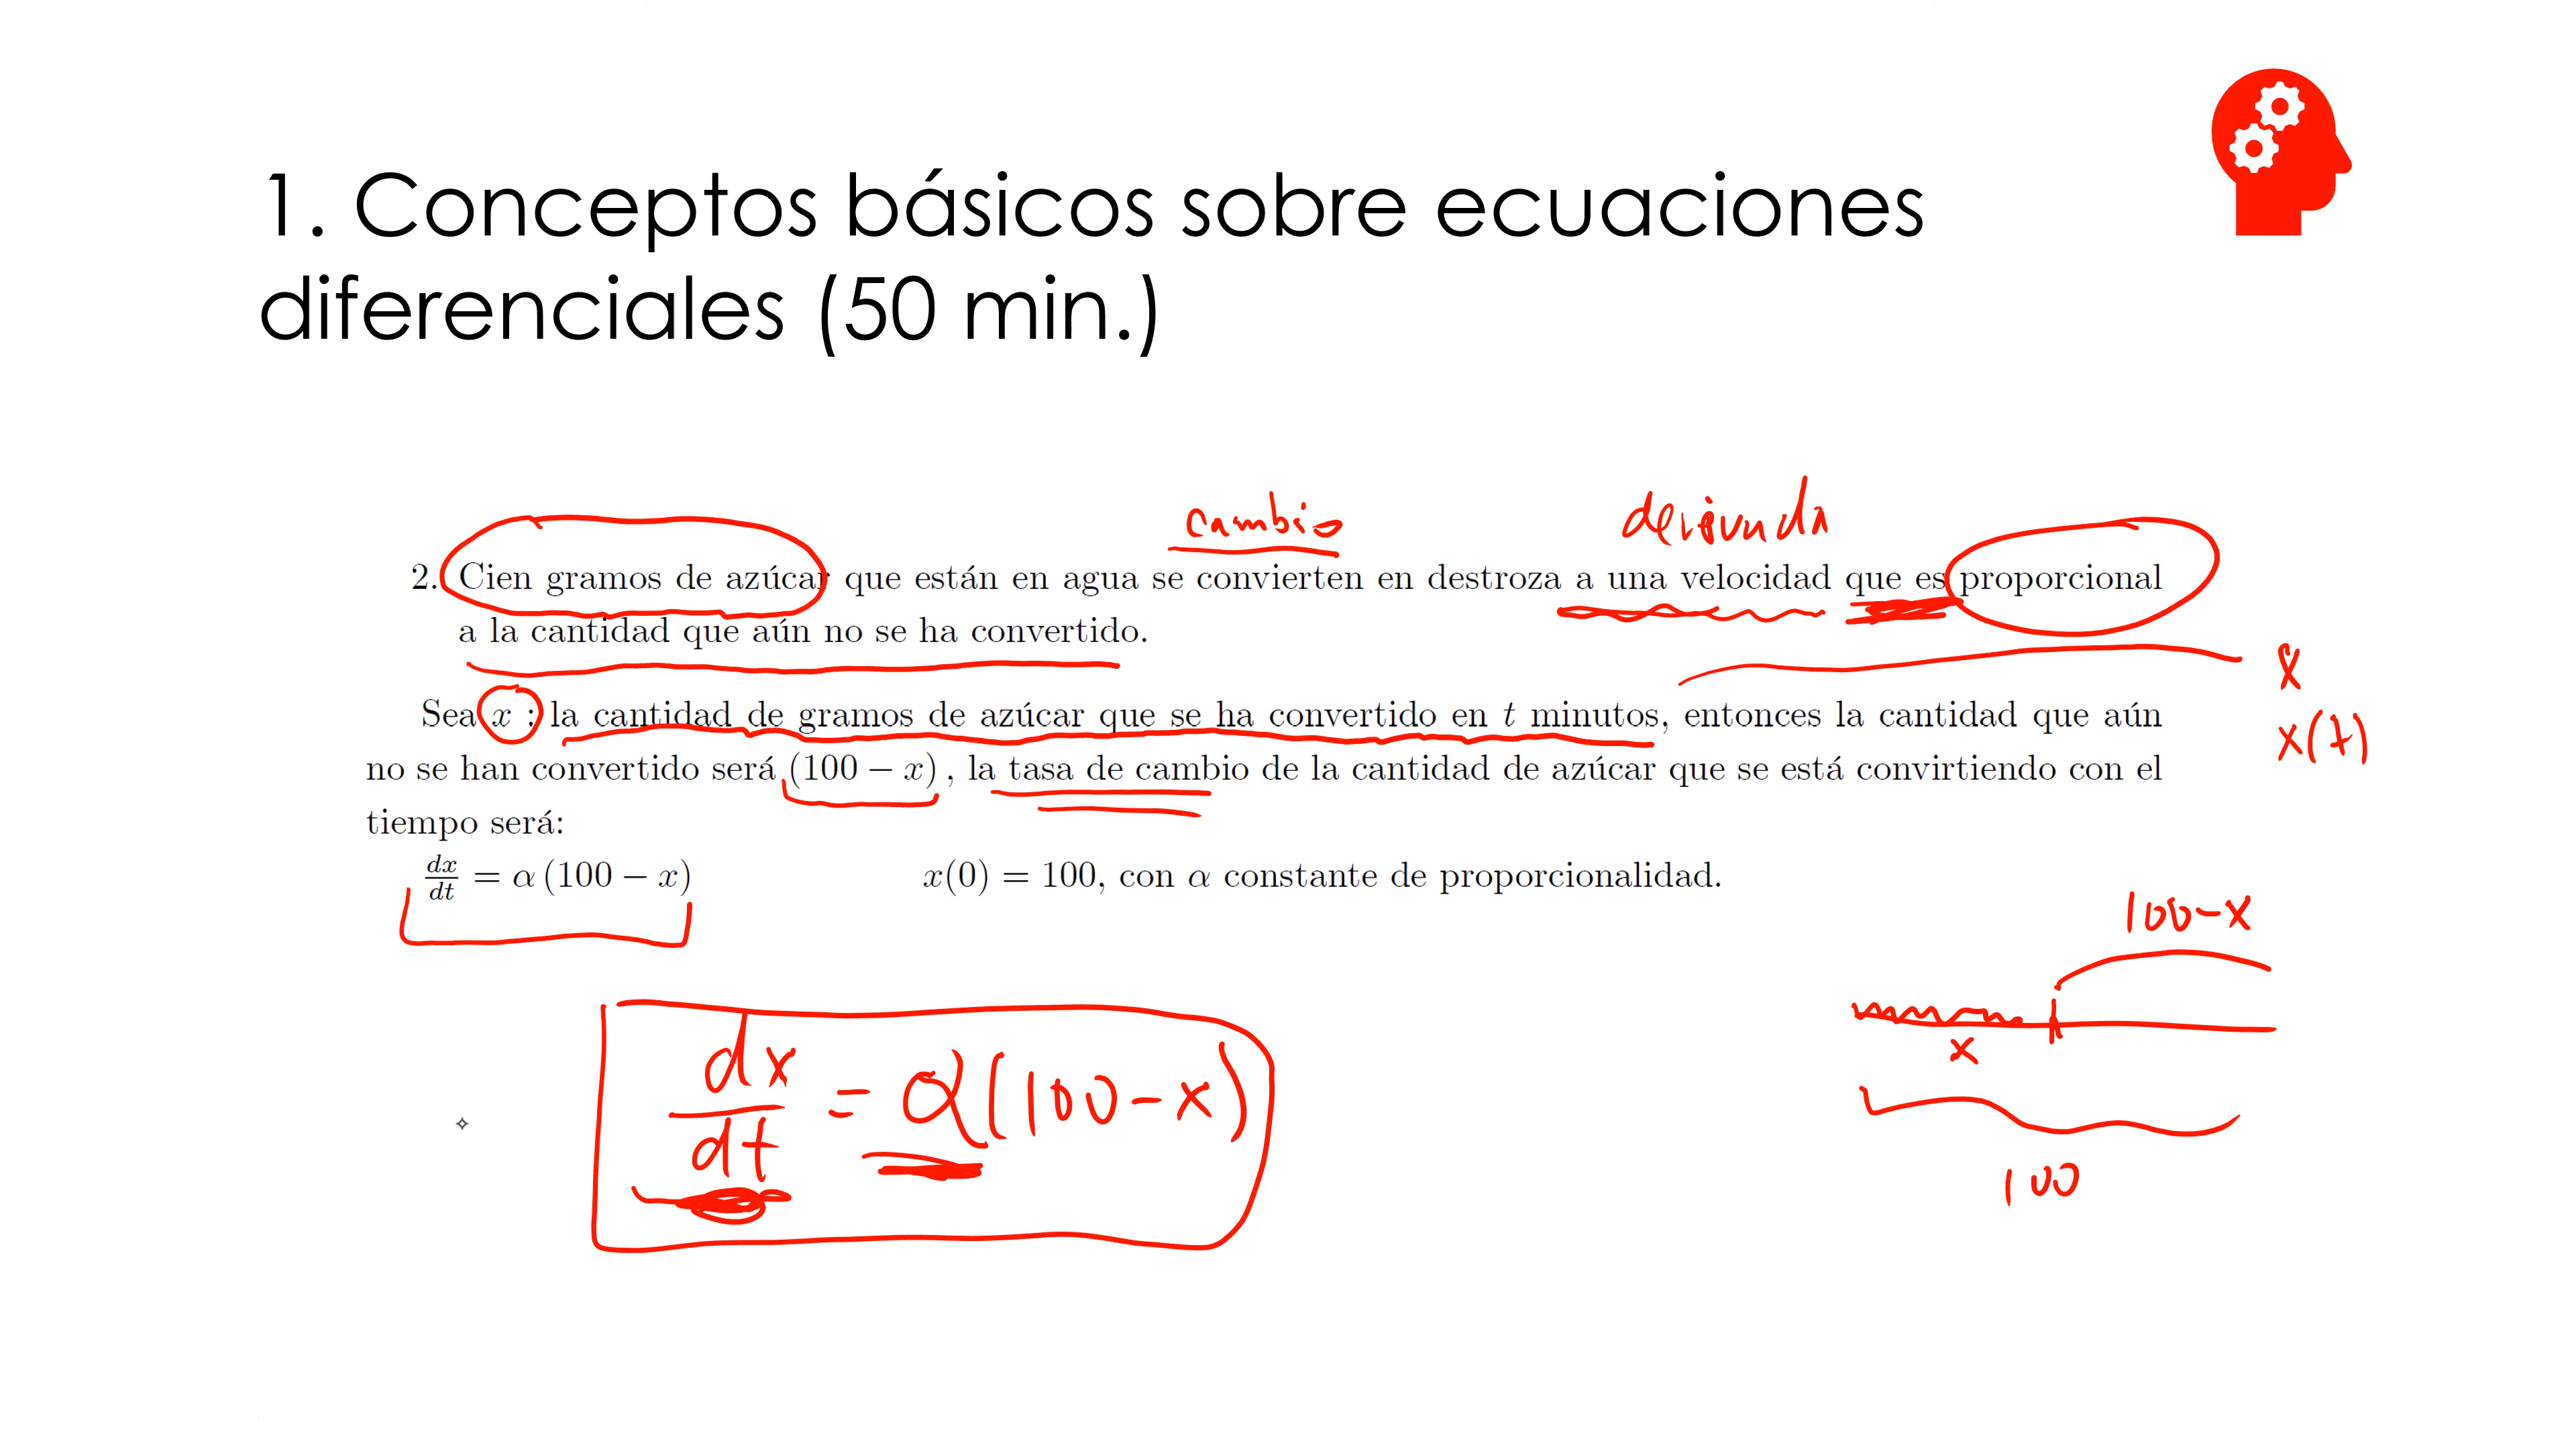 1. Conceptos básicos sobre ecuaciones
diferenciales (50 min.)
cambio
derivada
2. Cien gramos de azúcar que están en agua se convierten en destroza a una velocidad que es proporcional
a la cantidad que aún no se ha convertido.
x
Sea x : la cantidad de gramos de azúcar que se ha convertido en t minutos, entonces la cantidad que aún
x(t)
no se han convertido será (100 − x) , la tasa de cambio de la cantidad de azúcar que se está convirtiendo con el
tiempo será:
dx/dt = α (100 − x) x(0) = 100, con α constante de proporcionalidad.
100-x
x
dx/dt = α(100-x)
100